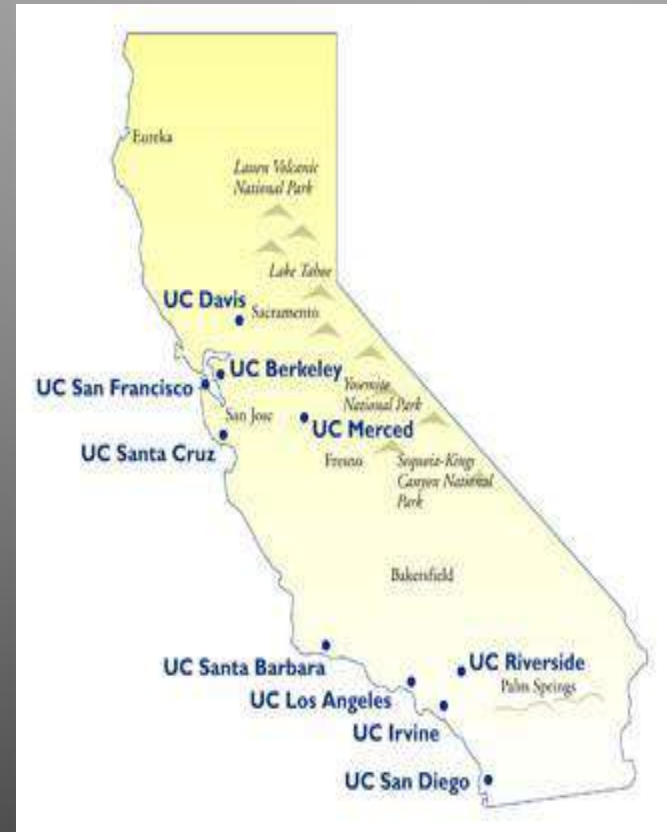 Eureka
Lassen Volcanic
National Park
Lake Tahoe
UC Davis
Sacramento
UC Berkeley
UC San Francisco
Yosemite
National Park
San Jose
UC Merced
UC Santa Cruz
Fresno
Sequoia-Kings
Canyon National
Park
Bakersfield
UC Santa Barbara
UC Riverside
Palm Springs
UC Los Angeles
UC Irvine
UC San Diego